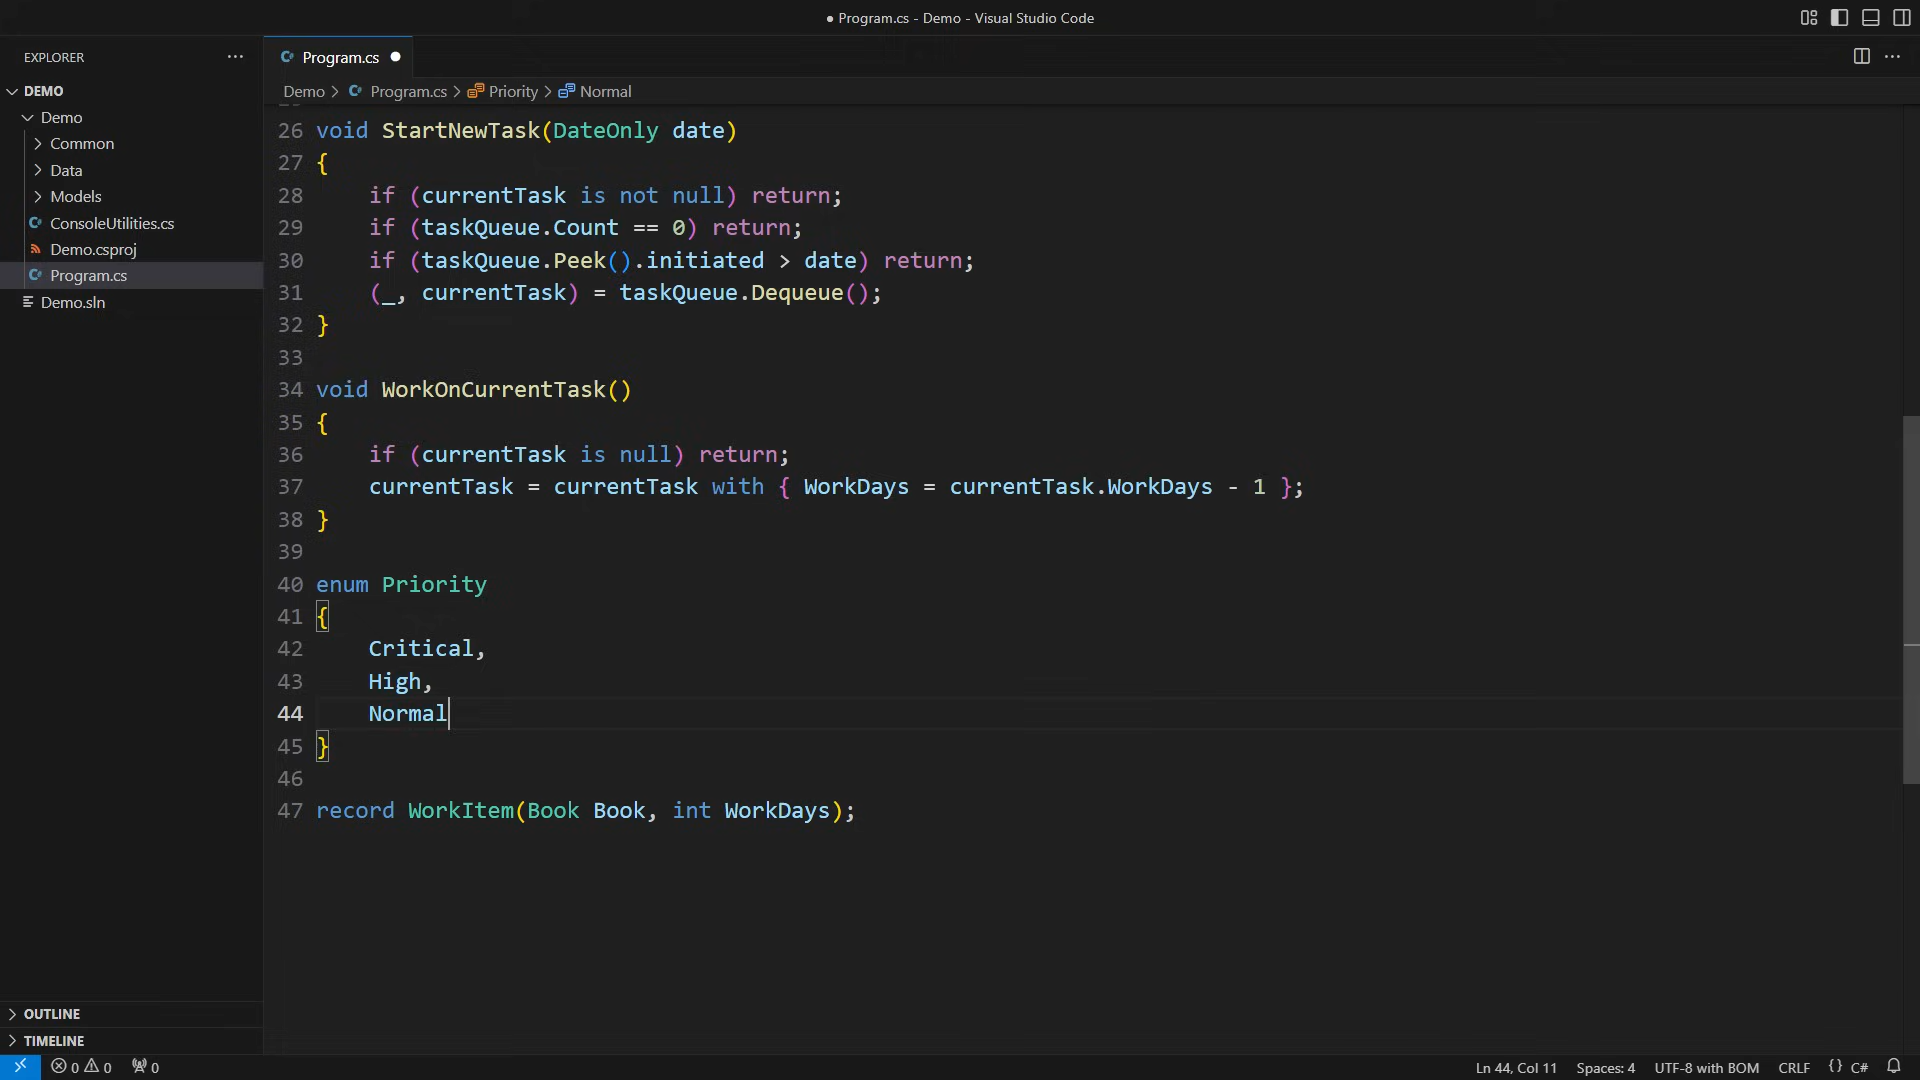 ● Program.cs - Demo - Visual Studio Code
EXPLORER
Program.cs
DEMO
Demo
Common
Data
Models
ConsoleUtilities.cs
Demo.csproj
Program.cs
Demo.sln
OUTLINE
TIMELINE
Demo > Program.cs > Priority > Normal
26 void StartNewTask(DateOnly date)
27 {
28     if (currentTask is not null) return;
29     if (taskQueue.Count == 0) return;
30     if (taskQueue.Peek().initiated > date) return;
31     (_, currentTask) = taskQueue.Dequeue();
32 }
33
34 void WorkOnCurrentTask()
35 {
36     if (currentTask is null) return;
37     currentTask = currentTask with { WorkDays = currentTask.WorkDays - 1 };
38 }
39
40 enum Priority
41 {
42     Critical,
43     High,
44     Normal
45 }
46
47 record WorkItem(Book Book, int WorkDays);
0 0 0
Ln 44, Col 11 Spaces: 4 UTF-8 with BOM CRLF {} C#